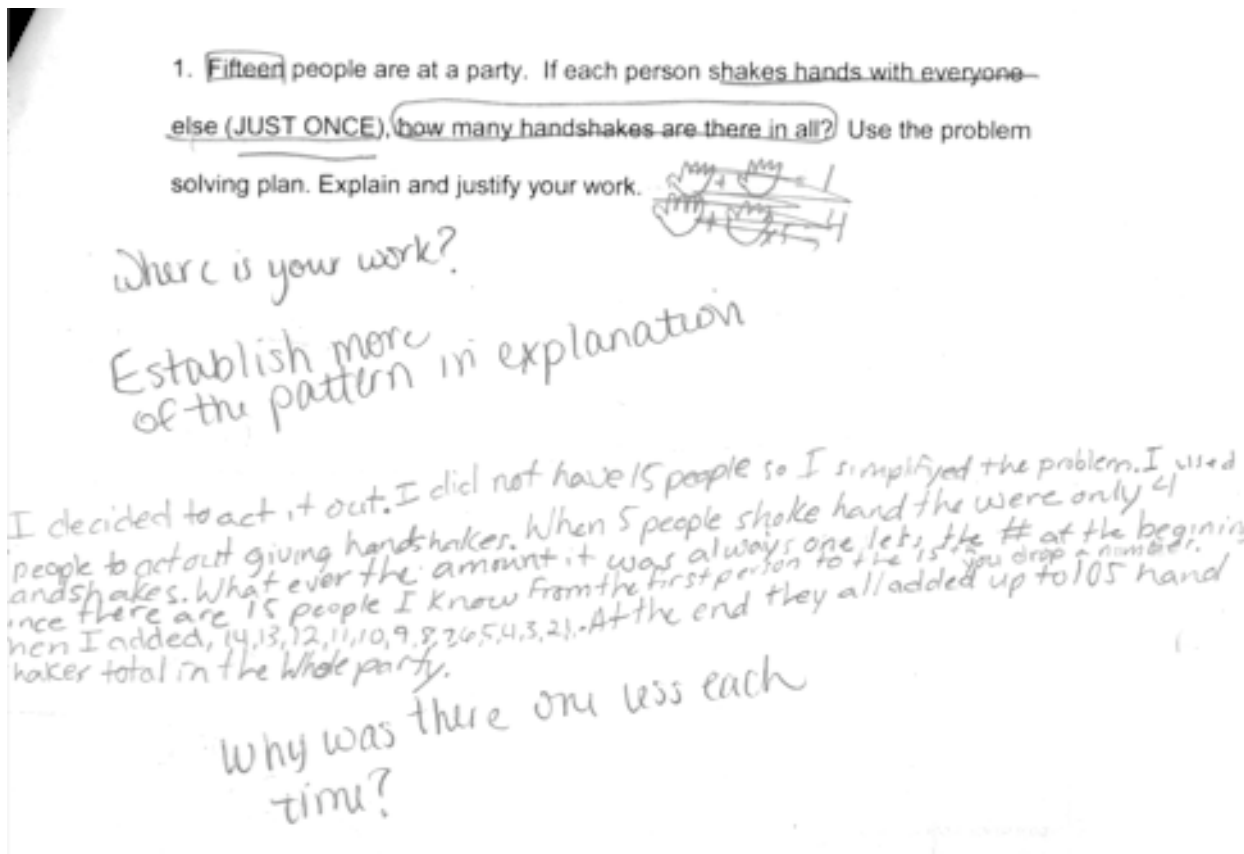 1. Fifteen people are at a party. If each person shakes hands with everyone
else (JUST ONCE), how many handshakes are there in all? Use the problem
solving plan. Explain and justify your work.
+ = 1
+ 4
Where is your work?
Establish more
of the pattern in explanation
I decided to act it out. I did not have 15 people so I simplifyed the problem. I used
people to act out giving handshakes. When 5 people shoke hand the were only 4
andshakes. What ever the amount it was always one lets the # at the begining
ince there are 15 people I know from the first person to the 15 you drop a number.
hen I added, 14,13,12,11,10,9,8,7,6,5,4,3,2,1. At the end they all added up to 105 hand
hakes total in the whole party.
Why was there one less each
time?